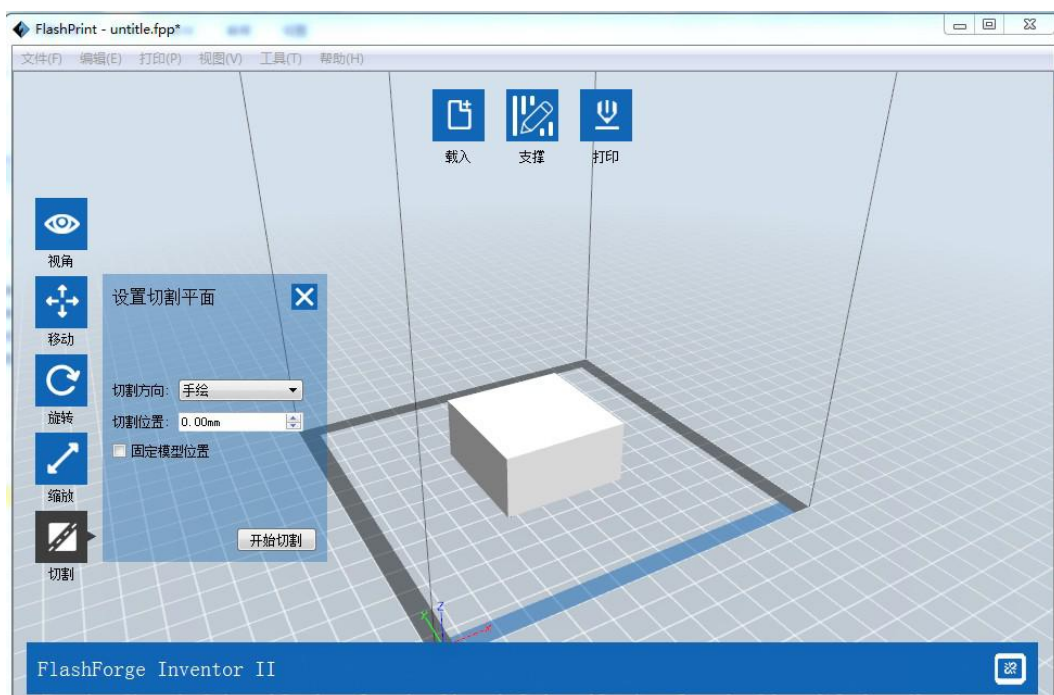 FlashPrint - untitle.fpp*
文件(F) 编辑(E) 打印(P) 视图(V) 工具(T) 帮助(H)
载入 支撑 打印
视角
设置切割平面
移动
切割方向: 手绘
旋转
切割位置: 0.00mm
固定模型位置
缩放
开始切割
切割
Z
X
Y
FlashForge Inventor II